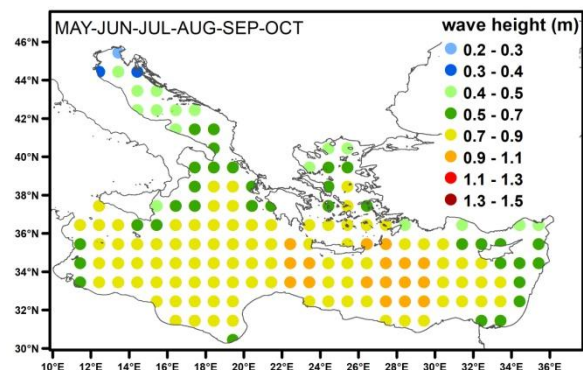 MAY-JUN-JUL-AUG-SEP-OCT
wave height (m)
0.2 - 0.3
0.3 - 0.4
0.4 - 0.5
0.5 - 0.7
0.7 - 0.9
0.9 - 1.1
1.1 - 1.3
1.3 - 1.5
46°N
44°N
42°N
40°N
38°N
36°N
34°N
32°N
30°N
10°E 12°E 14°E 16°E 18°E 20°E 22°E 24°E 26°E 28°E 30°E 32°E 34°E 36°E